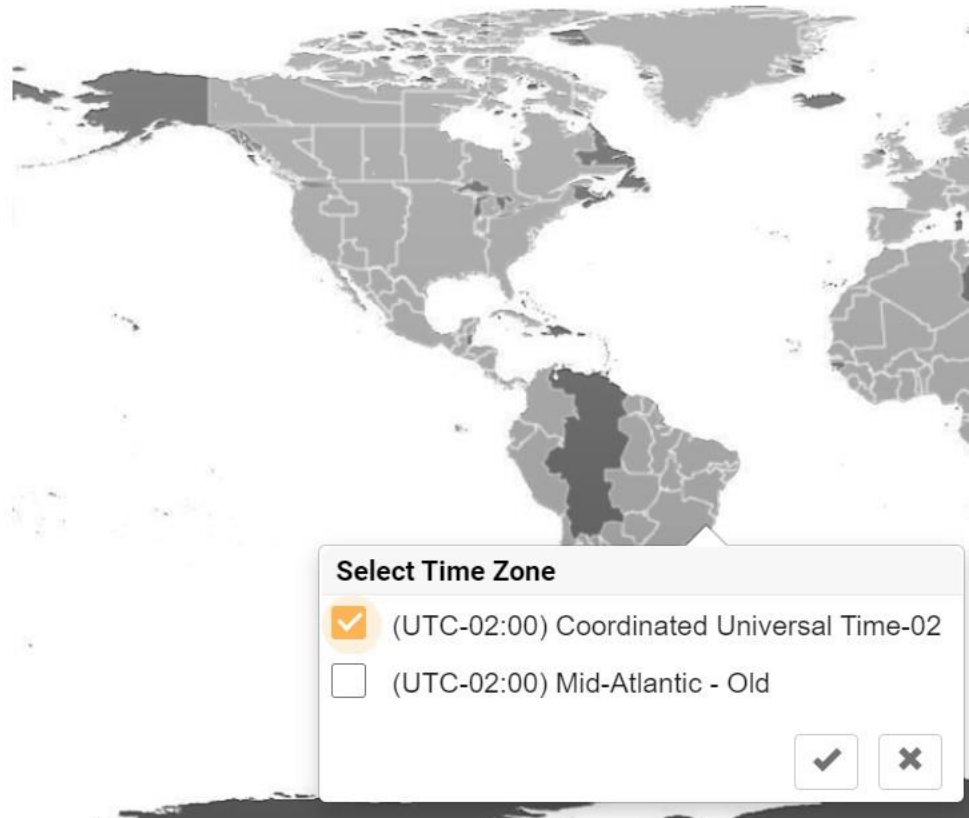 Select Time Zone
(UTC-02:00) Coordinated Universal Time-02
(UTC-02:00) Mid-Atlantic - Old